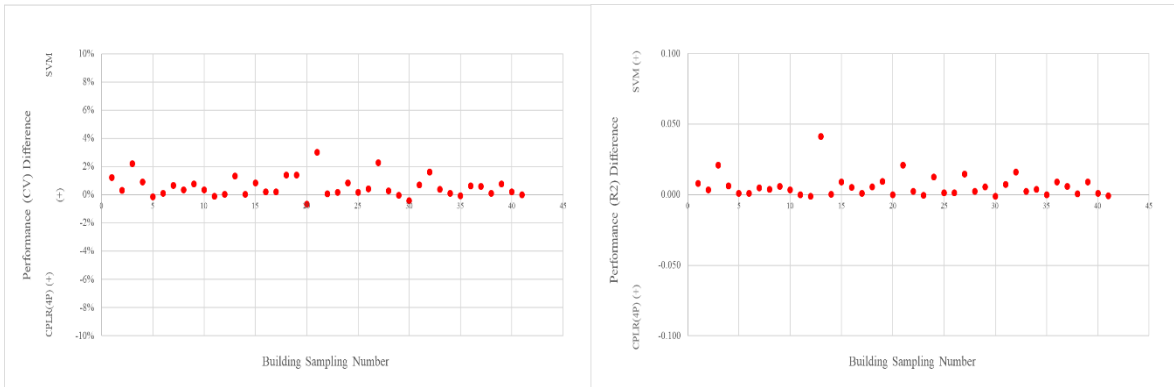 SVM
(+)
Performance (CV) Difference
CPLR(4P) (+)
10%
8%
6%
4%
2%
0%
-2%
-4%
-6%
-8%
-10%
0 5 10 15 20 25 30 35 40 45
Building Sampling Number
SVM (+)
Performance (R2) Difference
CPLR(4P) (+)
0.100
0.050
0.000
-0.050
-0.100
0 5 10 15 20 25 30 35 40 45
Building Sampling Number